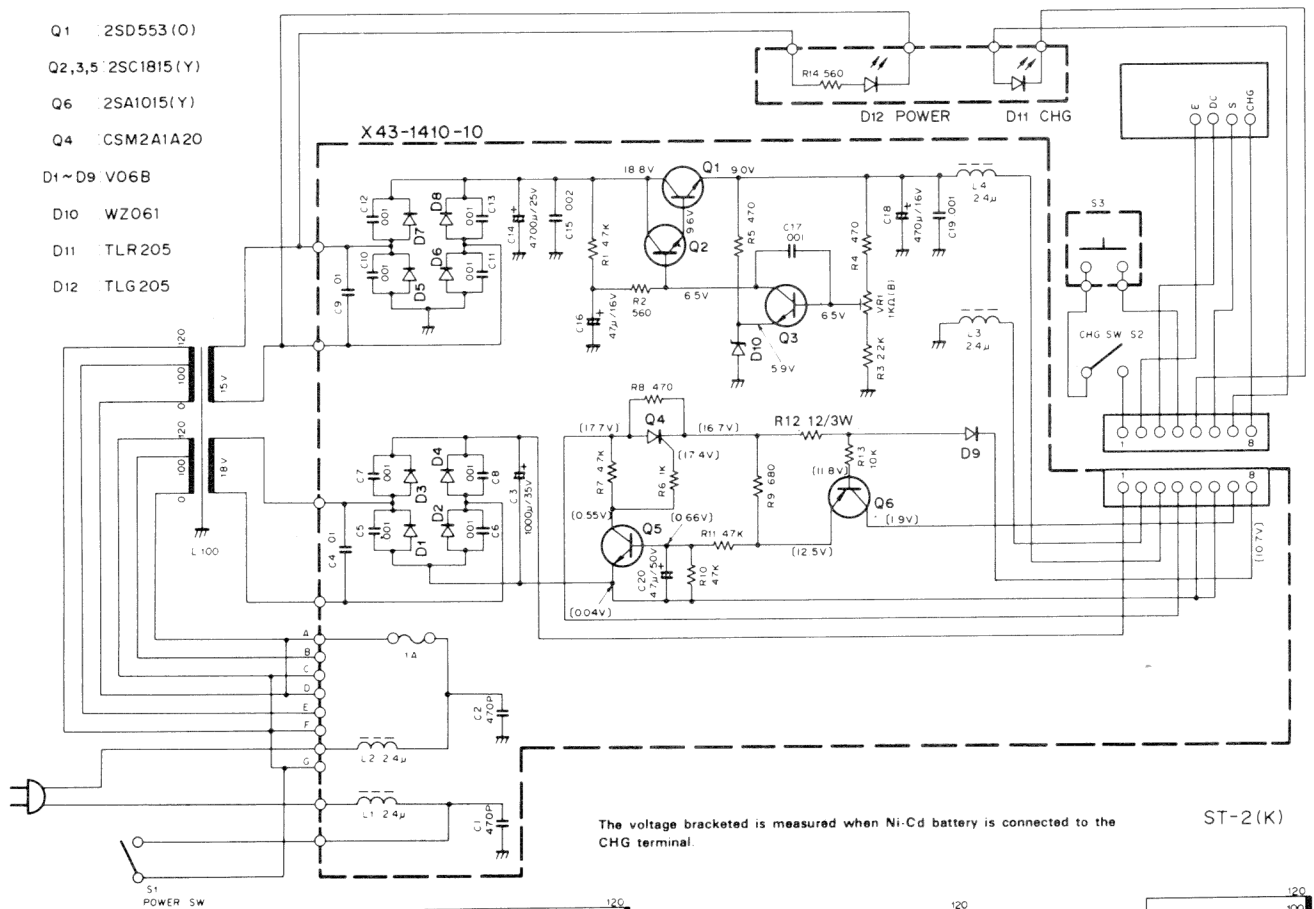 Q1 2SD553(O)
Q2,3,5 2SC1815(Y)
Q6 2SA1015(Y)
Q4 CSM2A1A20
D1~D9 V06B
D10 WZ061
D11 TLR205
D12 TLG205
R14 560
D12 POWER
D11 CHG
E
DC
S
CHG
X43-1410-10
18.8V
Q1
9.0V
C12
001
D7
D8
C13
001
C14
4700μ/25V
C15 002
R1 4.7K
9.6V
Q2
R5 470
C17
001
R4 470
C18
470μ/16V
C19 001
L4
2.4μ
S3
C10
001
D5
D6
C11
001
C9 01
C16
47μ/16V
R2
560
6.5V
Q3
6.5V
VR1
1KΩ(B)
D10
5.9V
R3 2.2K
L3
2.4μ
CHG SW S2
120
100
0
15V
120
100
0
18V
L100
R8 470
Q4
(17.7V)
(16.7V)
R12 12/3W
D9
1
8
C7
001
D3
D4
C8
001
C3
1000μ/35V
R7 4.7K
R6 1K
(17.4V)
R9 680
R13
10K
(11.8V)
Q6
1
8
C5
001
D1
D2
C6
001
C4 01
(0.55V)
Q5
(0.66V)
R11 47K
(12.5V)
(1.9V)
(10.7V)
C20
4.7μ/50V
R10
47K
(0.04V)
A
B
C
D
E
F
G
1A
C2
470P
L2 2.4μ
L1 2.4μ
C1
470P
S1
POWER SW
The voltage bracketed is measured when Ni-Cd battery is connected to the
CHG terminal.
ST-2(K)
120
120
120
100